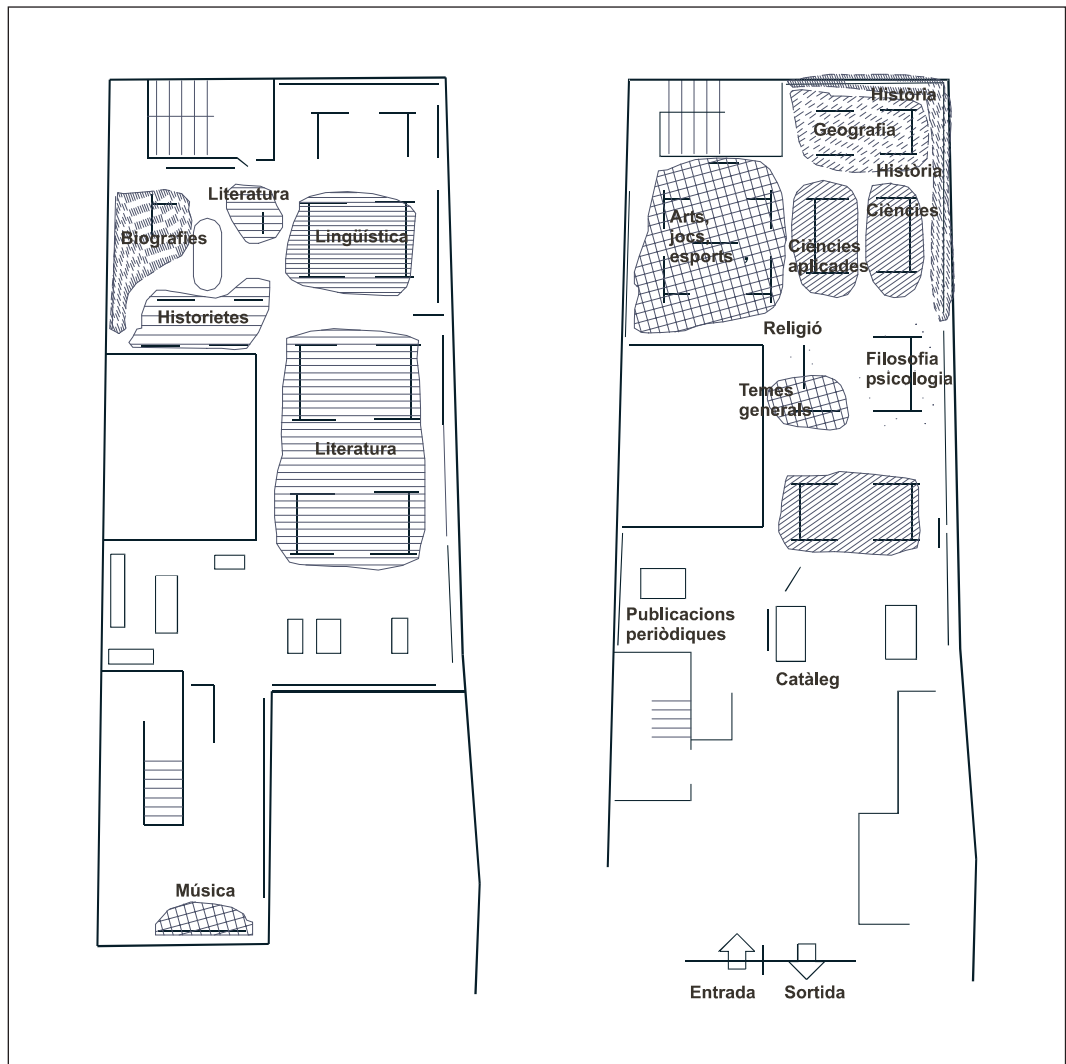 Literatura
Biografies
Lingüística
Historietes
Literatura
Música
Història
Geografia
Història
Arts,
jocs,
esports
Ciències
Ciències
aplicades
Religió
Filosofia
psicologia
Temes
generals
Publicacions
periòdiques
Catàleg
Entrada
Sortida